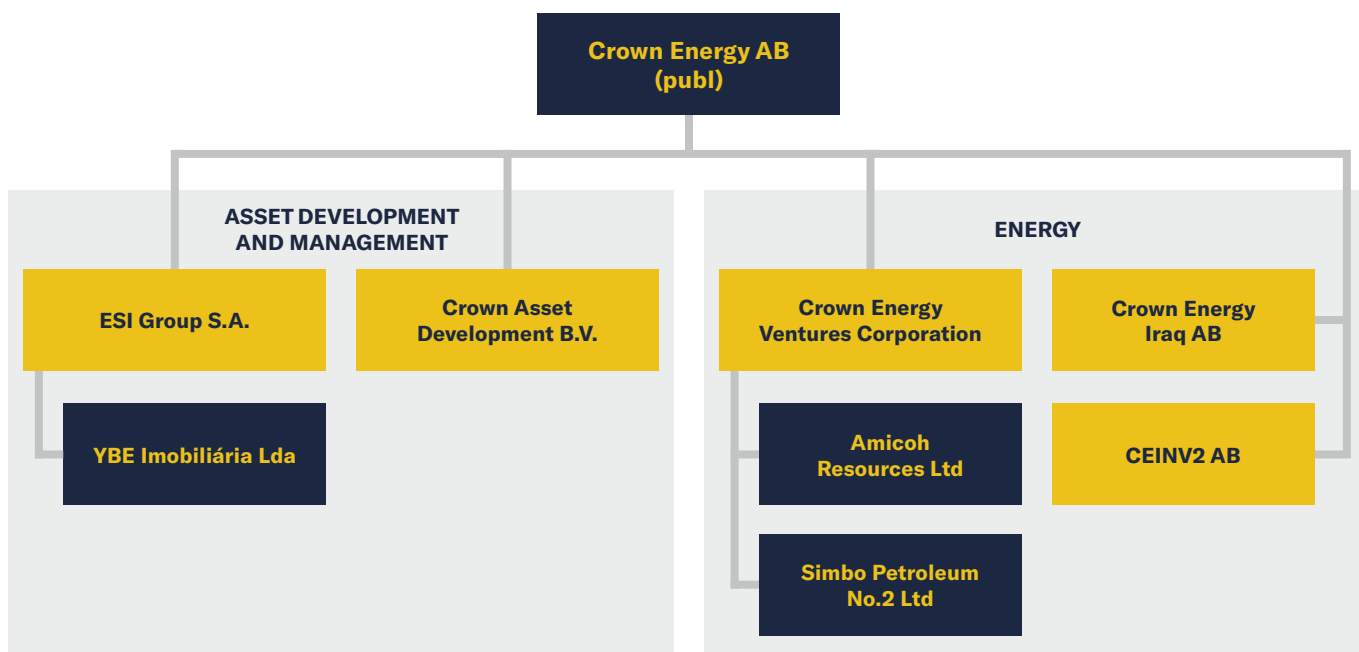 Crown Energy AB
(publ)
ASSET DEVELOPMENT
AND MANAGEMENT
ESI Group S.A.
Crown Asset
Development B.V.
YBE Imobiliária Lda
ENERGY
Crown Energy
Ventures Corporation
Crown Energy
Iraq AB
Amicoh
Resources Ltd
CEINV2 AB
Simbo Petroleum
No.2 Ltd